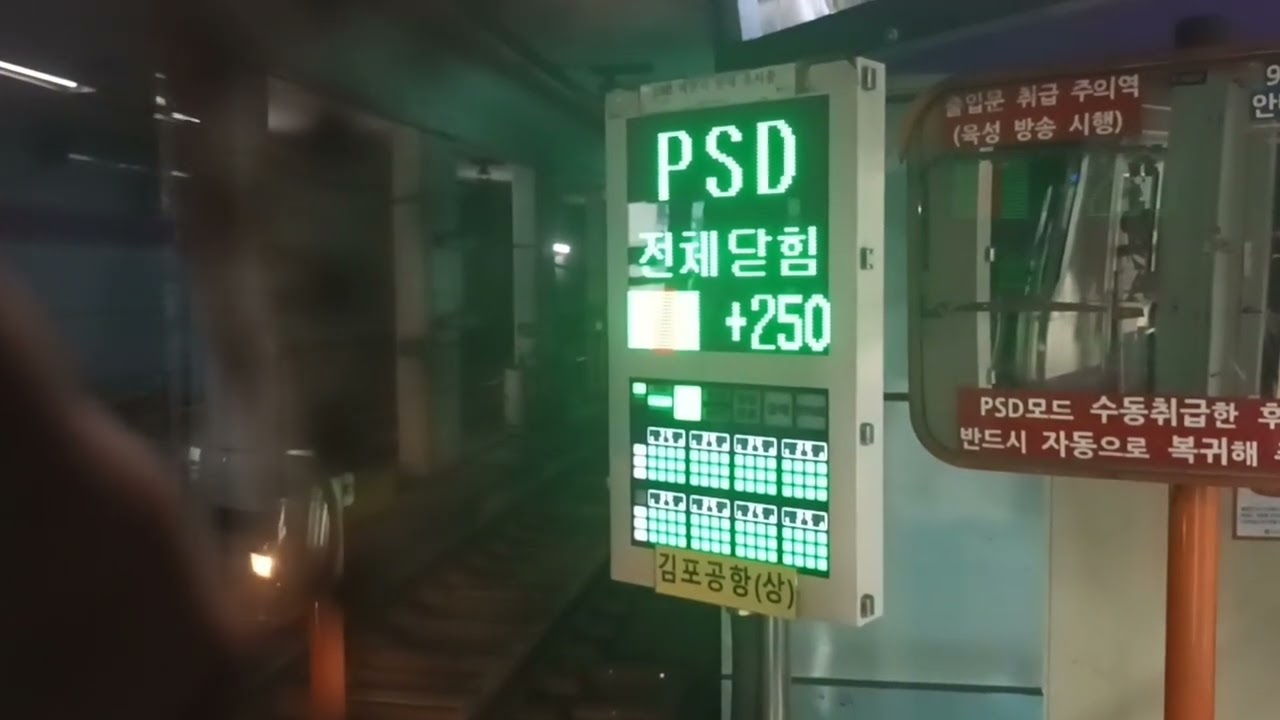 PSD
전체닫힘
+250
김포공항(상)
출입문 취급 주의역
(육성 방송 시행)
PSD모드 수동취급한 후
반드시 자동으로 복귀해